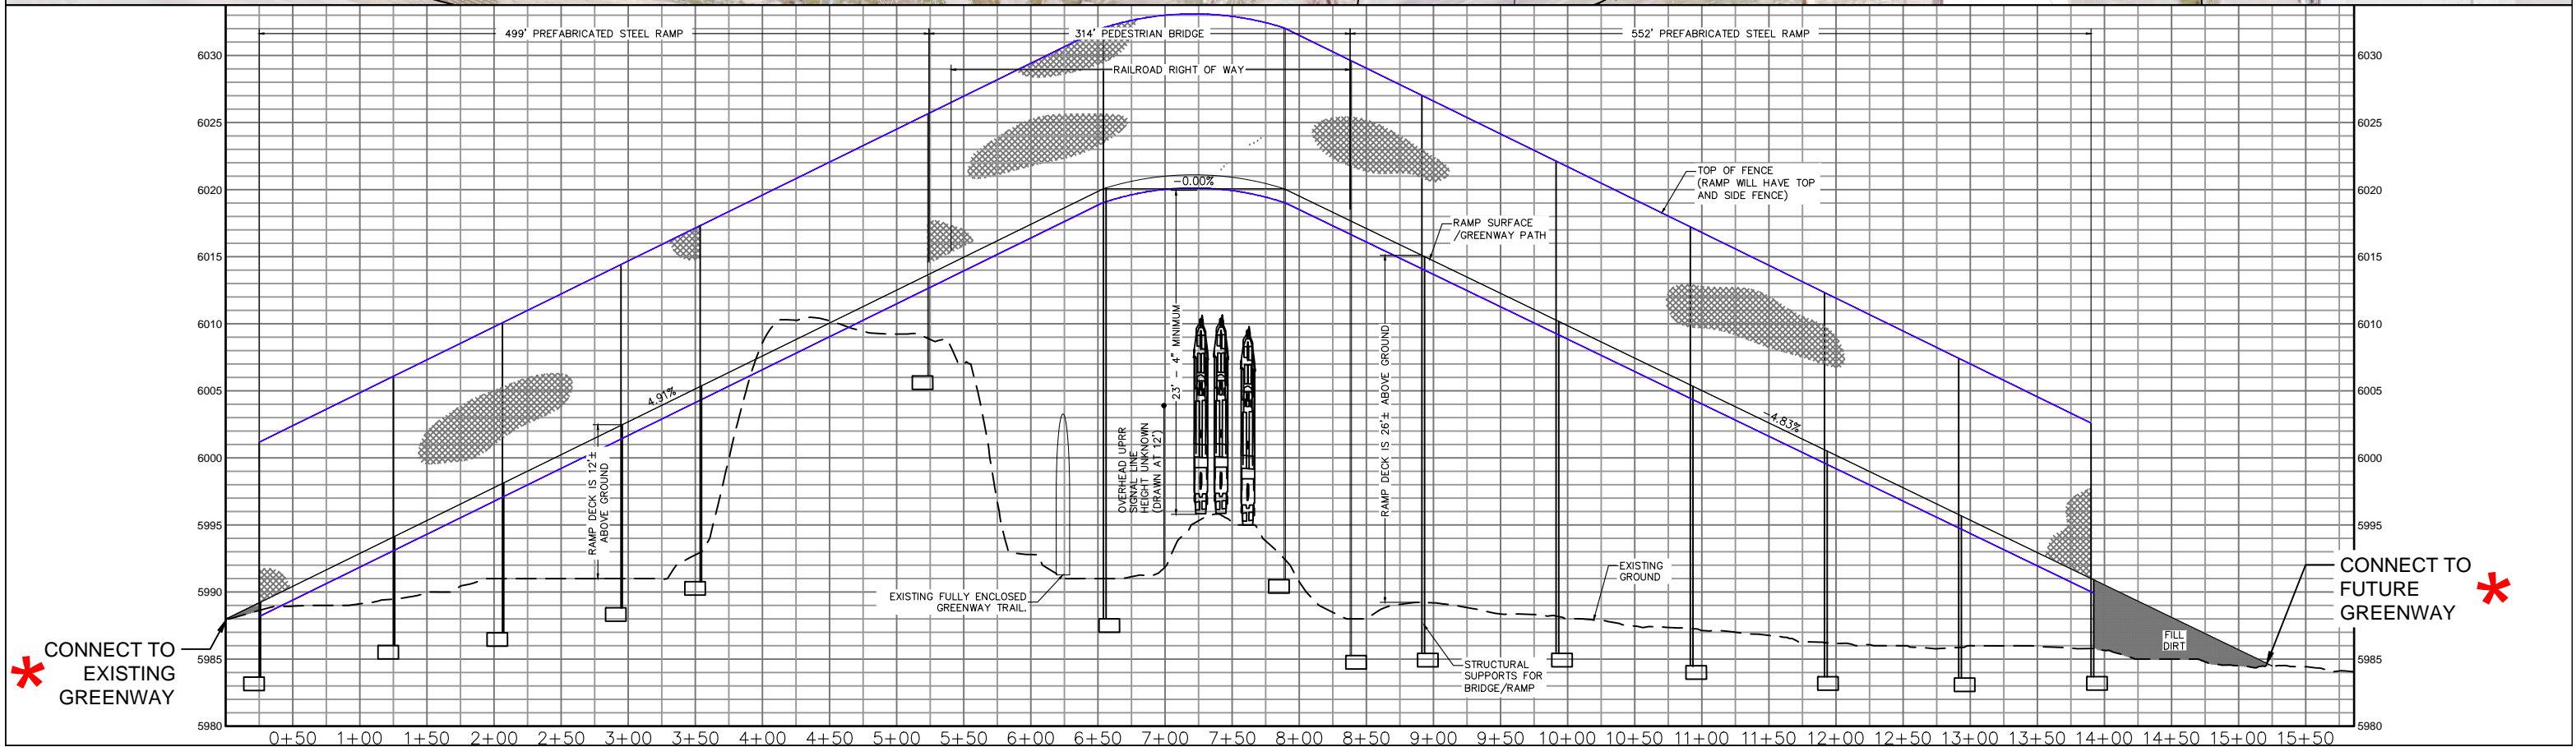 499' PREFABRICATED STEEL RAMP
314' PEDESTRIAN BRIDGE
552' PREFABRICATED STEEL RAMP
RAILROAD RIGHT OF WAY
6030
6025
6020
6015
6010
6005
6000
5995
5990
5985
5980
6030
6025
6020
6015
6010
6005
6000
5995
5990
5985
5980
-0.00%
4.91%
-4.83%
TOP OF FENCE
(RAMP WILL HAVE TOP
AND SIDE FENCE)
RAMP SURFACE
/GREENWAY PATH
RAMP DECK IS 12'±
ABOVE GROUND
23' - 4" MINIMUM
OVERHEAD UPRR
SIGNAL LINE
HEIGHT UNKNOWN
(DRAWN AT 12')
RAMP DECK IS 26'± ABOVE GROUND
EXISTING FULLY ENCLOSED
GREENWAY TRAIL.
EXISTING
GROUND
STRUCTURAL
SUPPORTS FOR
BRIDGE/RAMP
FILL
DIRT
* CONNECT TO
EXISTING
GREENWAY
CONNECT TO
FUTURE
GREENWAY *
0+50 1+00 1+50 2+00 2+50 3+00 3+50 4+00 4+50 5+00 5+50 6+00 6+50 7+00 7+50 8+00 8+50 9+00 9+50 10+00 10+50 11+00 11+50 12+00 12+50 13+00 13+50 14+00 14+50 15+00 15+50